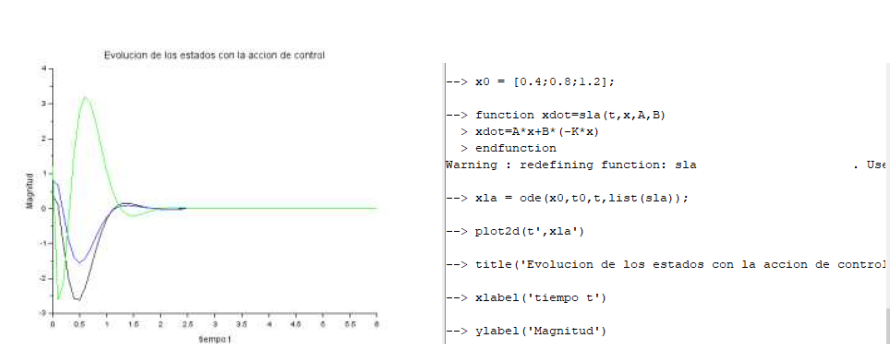 Evolucion de los estados con la accion de control
4
3
2
1
0
-1
-2
-3
Magnitud
0 0.5 1 1.5 2 2.5 3 3.5 4 4.5 5 5.5 6
tiempo t
--> x0 = [0.4;0.8;1.2];
--> function xdot=sla(t,x,A,B)
> xdot=A*x+B*(-K*x)
> endfunction
Warning : redefining function: sla . Use
--> xla = ode(x0,t0,t,list(sla));
--> plot2d(t',xla')
--> title('Evolucion de los estados con la accion de control
--> xlabel('tiempo t')
--> ylabel('Magnitud')